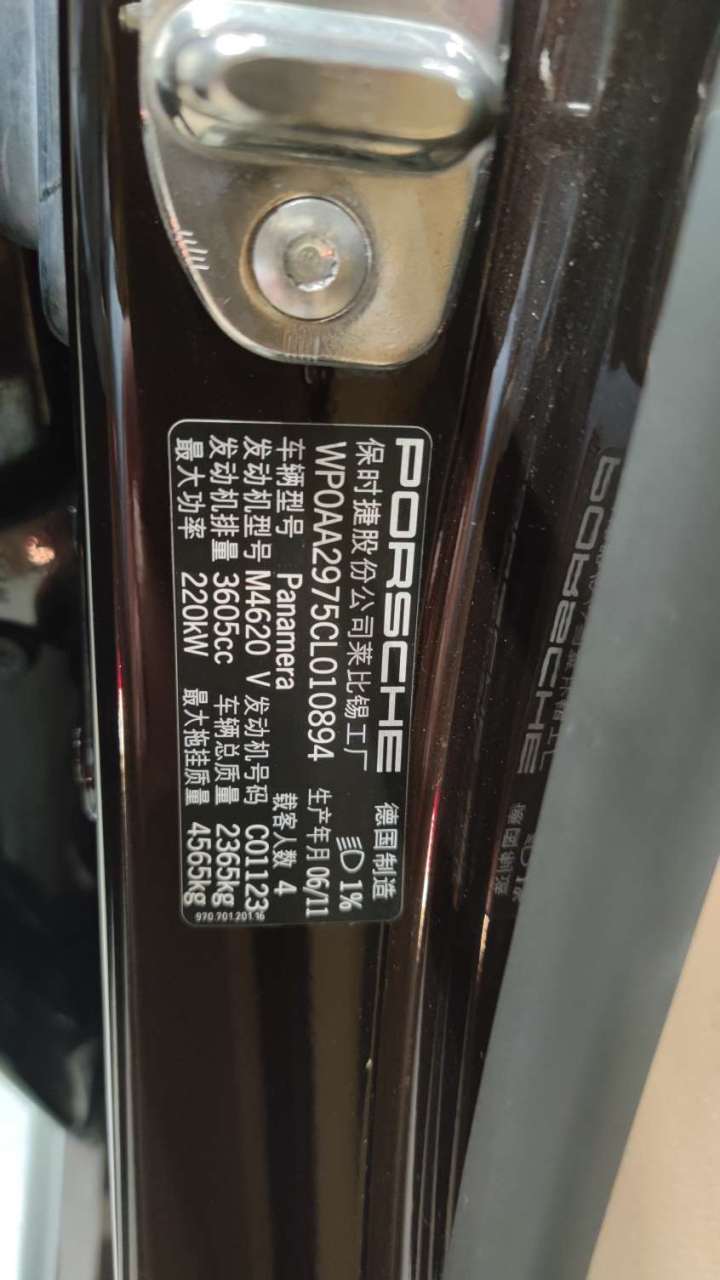 PORSCHE 德国制造
保时捷股份公司莱比锡工厂 1%
WP0AA2975CL010894 生产年月 06/11
车辆型号 Panamera 载客人数 4
发动机型号 M4620 V 发动机号码 C01123
发动机排量 3605cc 车辆总质量 2365kg
最大功率 220kW 最大拖挂质量 4565kg
970.701.201.16